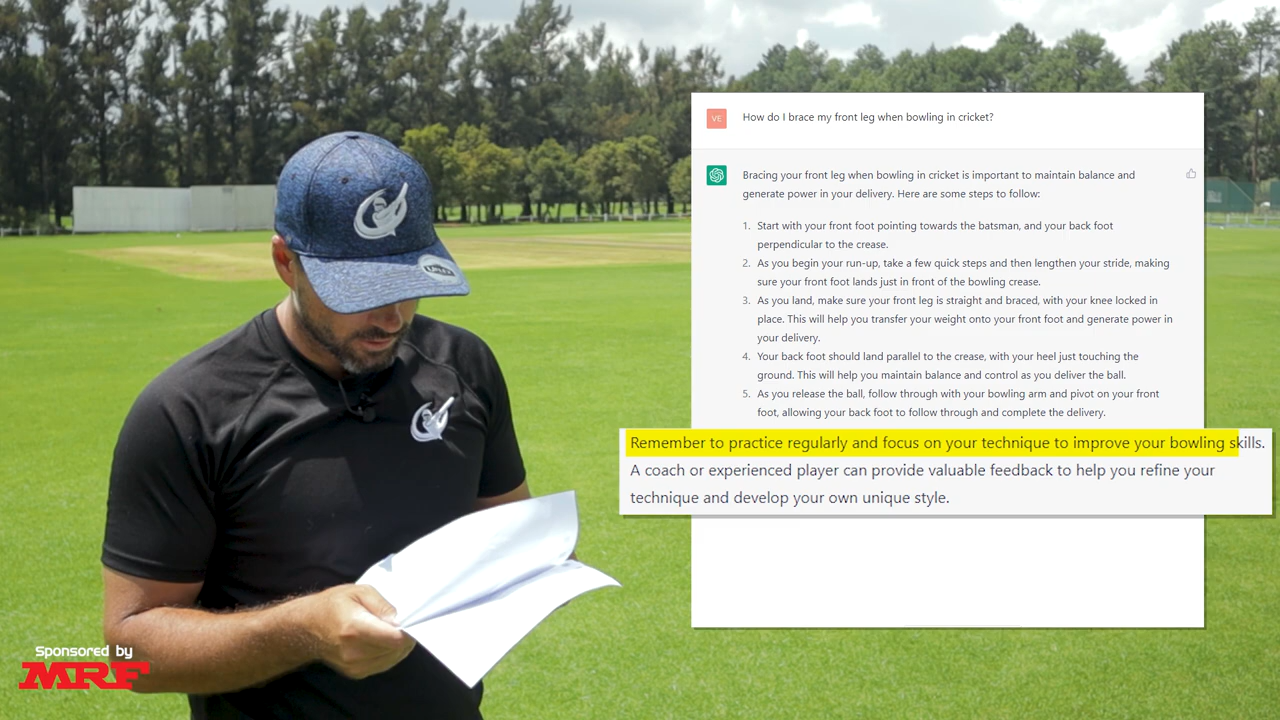 VE
How do I brace my front leg when bowling in cricket?
Bracing your front leg when bowling in cricket is important to maintain balance and
generate power in your delivery. Here are some steps to follow:
1. Start with your front foot pointing towards the batsman, and your back foot
perpendicular to the crease.
2. As you begin your run-up, take a few quick steps and then lengthen your stride, making
sure your front foot lands just in front of the bowling crease.
3. As you land, make sure your front leg is straight and braced, with your knee locked in
place. This will help you transfer your weight onto your front foot and generate power in
your delivery.
4. Your back foot should land parallel to the crease, with your heel just touching the
ground. This will help you maintain balance and control as you deliver the ball.
5. As you release the ball, follow through with your bowling arm and pivot on your front
foot, allowing your back foot to follow through and complete the delivery.
Remember to practice regularly and focus on your technique to improve your bowling skills.
A coach or experienced player can provide valuable feedback to help you refine your
technique and develop your own unique style.
Sponsored by
MRF